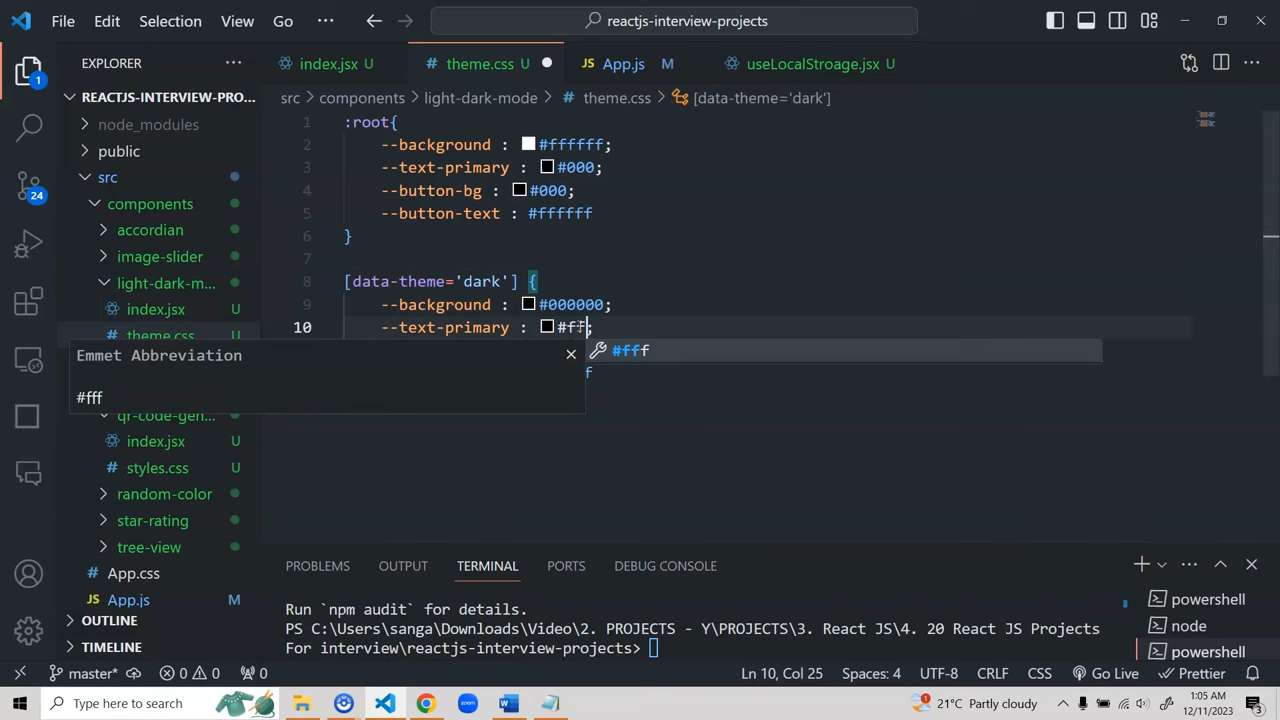 File Edit Selection View Go ··· reactjs-interview-projects
EXPLORER ···
index.jsx U
# theme.css U
JS App.js M
useLocalStroage.jsx U
REACTJS-INTERVIEW-PRO...
src > components > light-dark-mode > # theme.css > [data-theme='dark']
node_modules
public
src
components
accordian
image-slider
light-dark-m...
index.jsx U
# theme.css U
qr-code-gen...
index.jsx U
# styles.css U
random-color
star-rating
tree-view
# App.css
JS App.js M
OUTLINE
TIMELINE
1
24
1 :root{
2 --background : #ffffff;
3 --text-primary : #000;
4 --button-bg : #000;
5 --button-text : #ffffff
6 }
7
8 [data-theme='dark'] {
9 --background : #000000;
10 --text-primary : #ff;
#fff
f
Emmet Abbreviation
#fff
PROBLEMS OUTPUT TERMINAL PORTS DEBUG CONSOLE
Run `npm audit` for details.
PS C:\Users\sanga\Downloads\Video\2. PROJECTS - Y\PROJECTS\3. React JS\4. 20 React JS Projects
For interview\reactjs-interview-projects>
powershell
node
powershell
master* 0 0 0 Ln 10, Col 25 Spaces: 4 UTF-8 CRLF CSS Go Live Prettier
Type here to search
1 21°C Partly cloudy
1:05 AM
12/11/2023
3